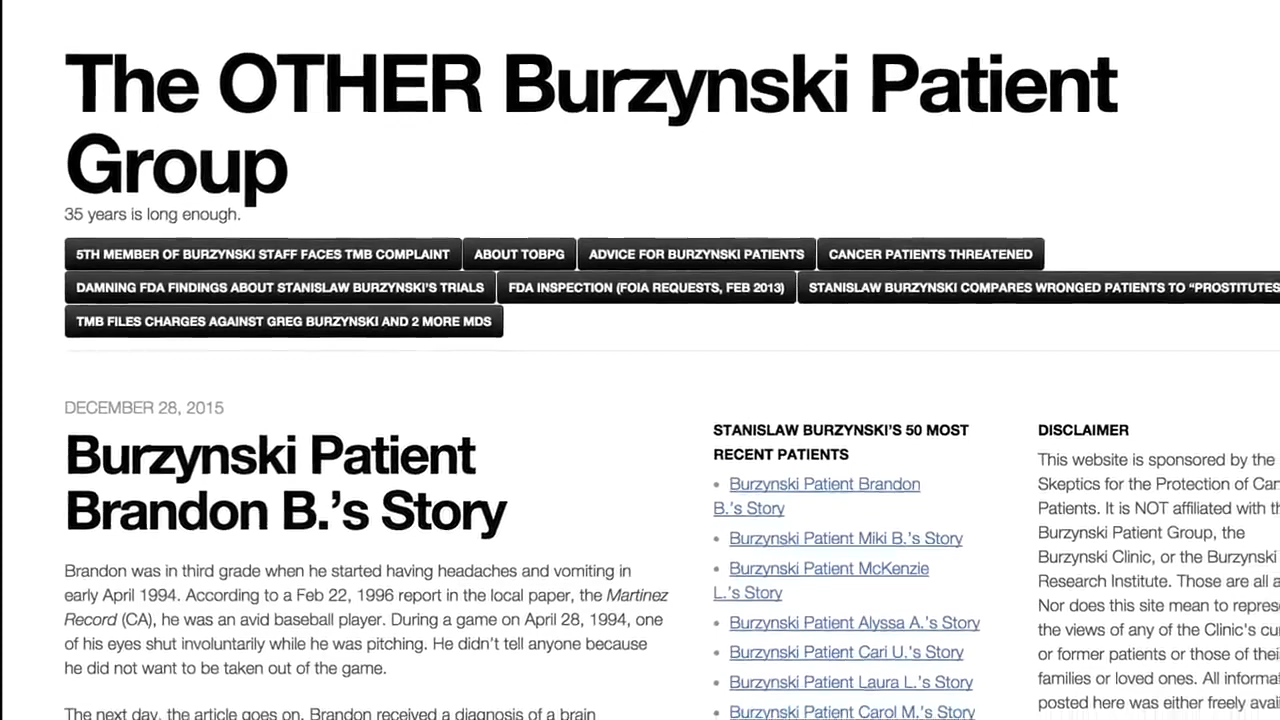 The OTHER Burzynski Patient
Group
35 years is long enough.
5TH MEMBER OF BURZYNSKI STAFF FACES TMB COMPLAINT
ABOUT TOBPG
ADVICE FOR BURZYNSKI PATIENTS
CANCER PATIENTS THREATENED
DAMNING FDA FINDINGS ABOUT STANISLAW BURZYNSKI'S TRIALS
FDA INSPECTION (FOIA REQUESTS, FEB 2013)
STANISLAW BURZYNSKI COMPARES WRONGED PATIENTS TO “PROSTITUTES
TMB FILES CHARGES AGAINST GREG BURZYNSKI AND 2 MORE MDS
DECEMBER 28, 2015
Burzynski Patient
Brandon B.’s Story
Brandon was in third grade when he started having headaches and vomiting in
early April 1994. According to a Feb 22, 1996 report in the local paper, the Martinez
Record (CA), he was an avid baseball player. During a game on April 28, 1994, one
of his eyes shut involuntarily while he was pitching. He didn’t tell anyone because
he did not want to be taken out of the game.
The next day, the article goes on, Brandon received a diagnosis of a brain
STANISLAW BURZYNSKI’S 50 MOST
RECENT PATIENTS
Burzynski Patient Brandon
B.’s Story
Burzynski Patient Miki B.’s Story
Burzynski Patient McKenzie
L.’s Story
Burzynski Patient Alyssa A.’s Story
Burzynski Patient Cari U.’s Story
Burzynski Patient Laura L.’s Story
Burzynski Patient Carol M.’s Story
DISCLAIMER
This website is sponsored by the
Skeptics for the Protection of
Patients. It is NOT affiliated with
Burzynski Patient Group, the
Burzynski Clinic, or the Burzynski
Research Institute. Those are all
Nor does this site mean to
the views of any of the Clinic's
or former patients or those of
families or loved ones. All
posted here was either freely